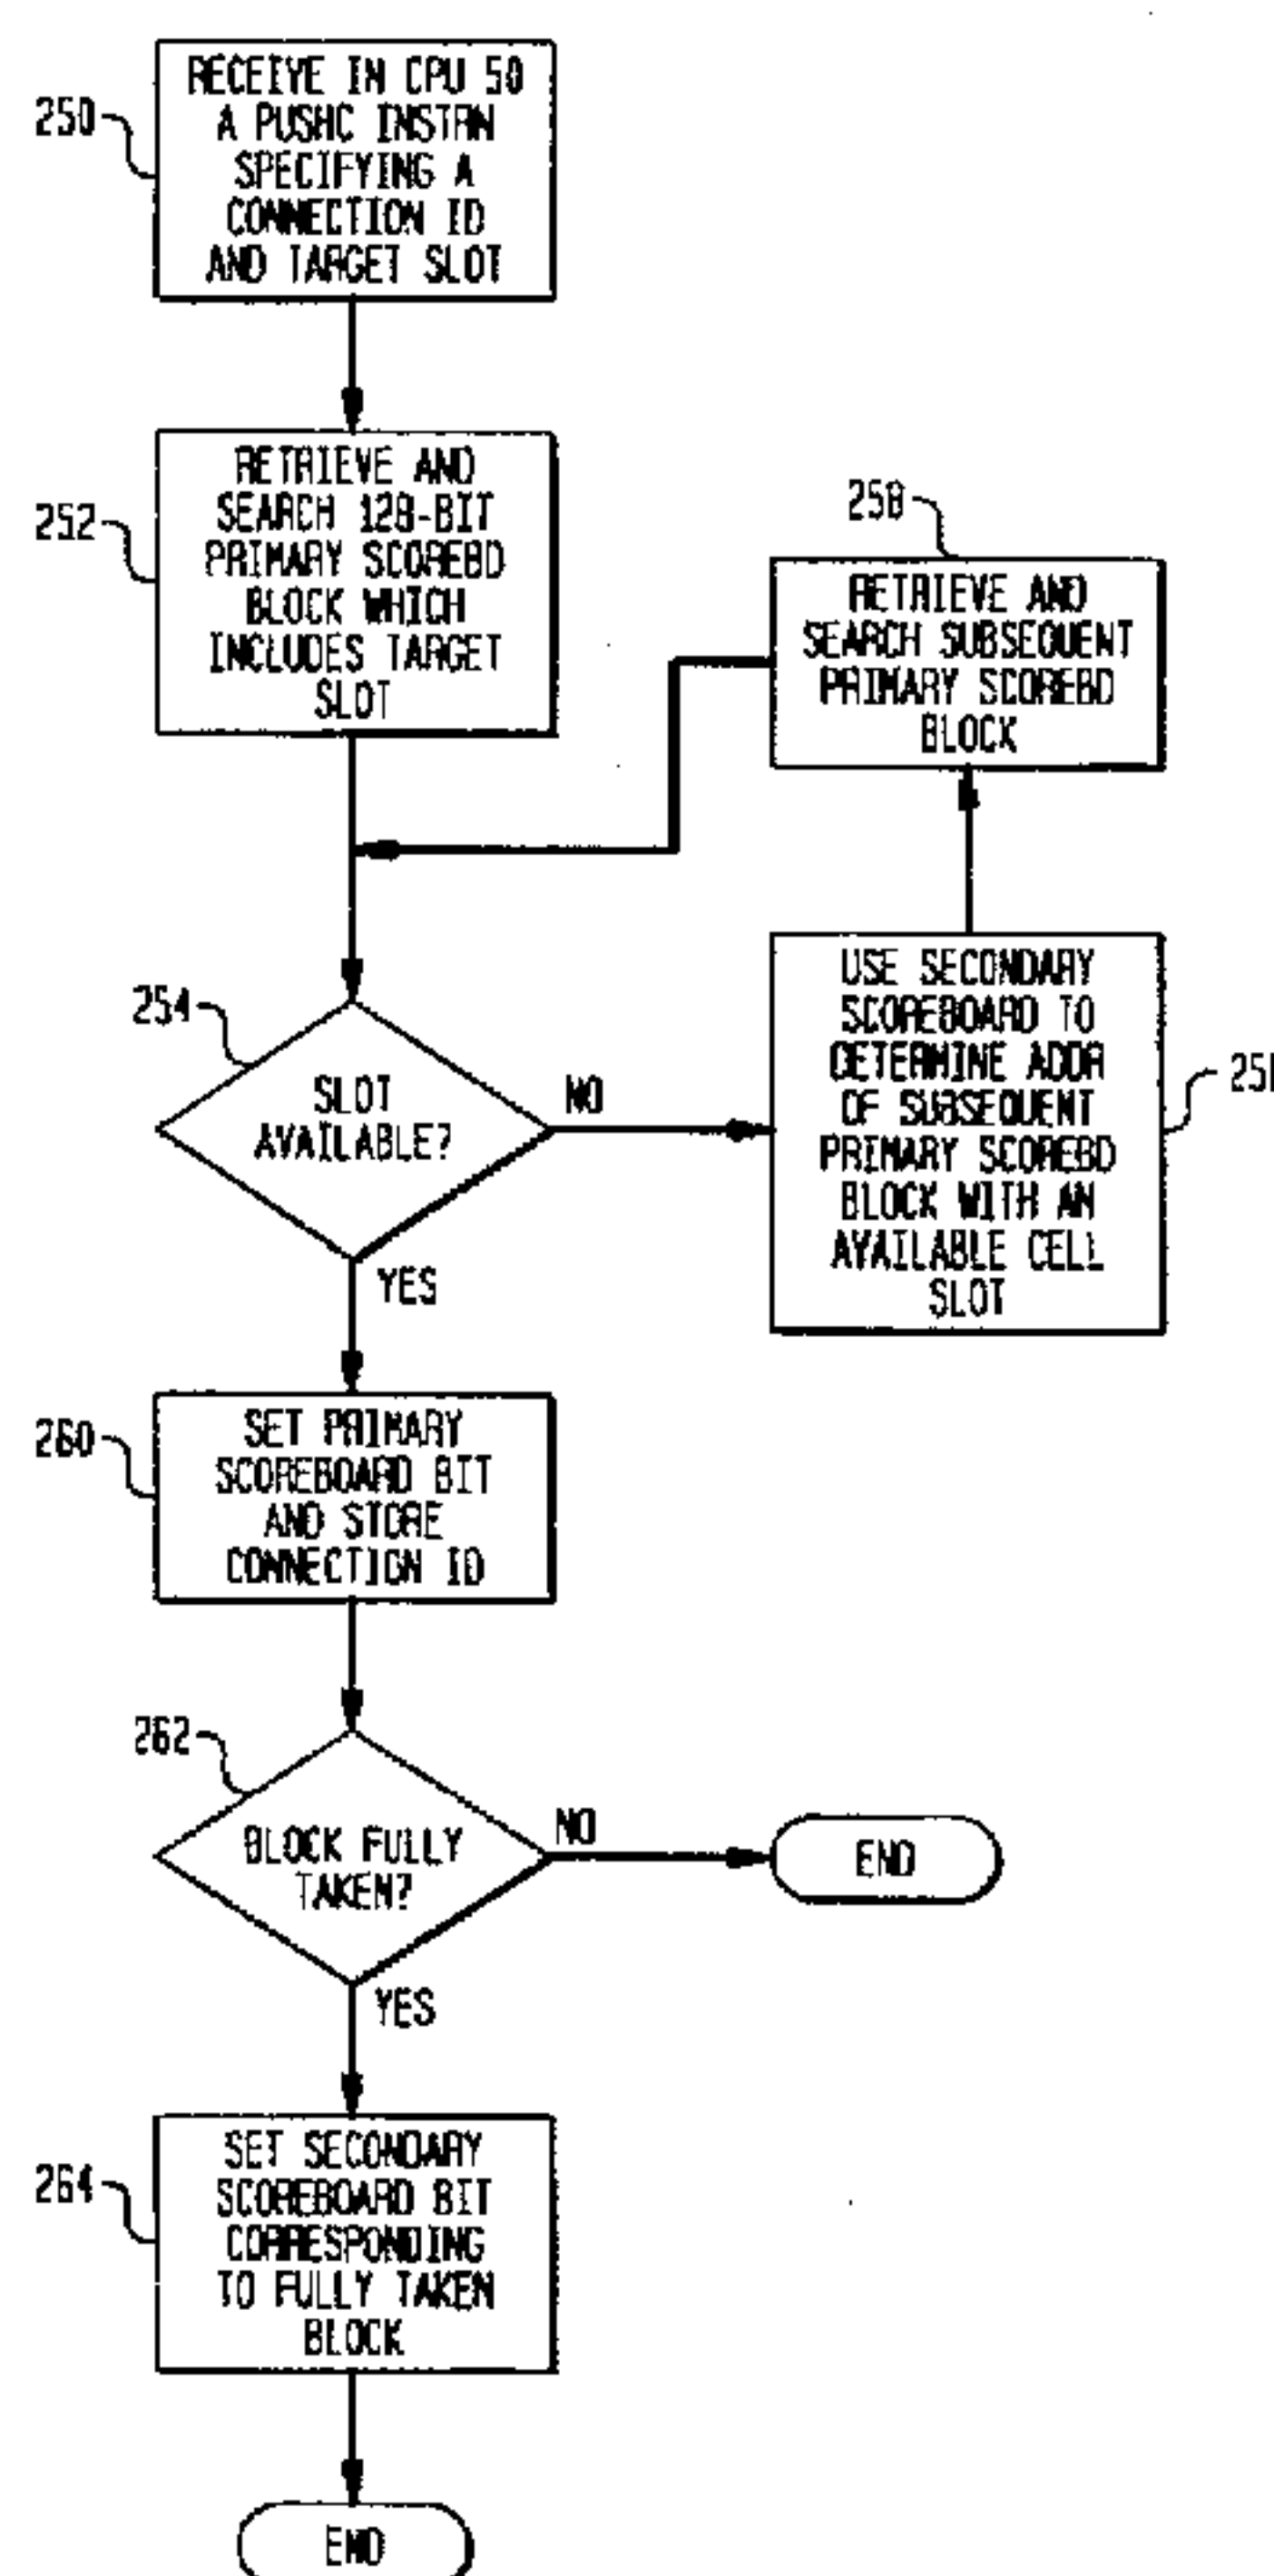 250
RECEIVE IN CPU 50
A PUSHC INSTRN
SPECIFYING A
CONNECTION ID
AND TARGET SLOT
252
RETRIEVE AND
SEARCH 128-BIT
PRIMARY SCOREBD
BLOCK WHICH
INCLUDES TARGET
SLOT
258
RETRIEVE AND
SEARCH SUBSEQUENT
PRIMARY SCOREBD
BLOCK
254
SLOT
AVAILABLE?
NO
YES
USE SECONDARY
SCOREBOARD TO
DETERMINE ADDR
OF SUBSEQUENT
PRIMARY SCOREBD
BLOCK WITH AN
AVAILABLE CELL
SLOT
260
SET PRIMARY
SCOREBOARD BIT
AND STORE
CONNECTION ID
262
BLOCK FULLY
TAKEN?
NO
END
YES
264
SET SECONDARY
SCOREBOARD BIT
CORRESPONDING
TO FULLY TAKEN
BLOCK
END